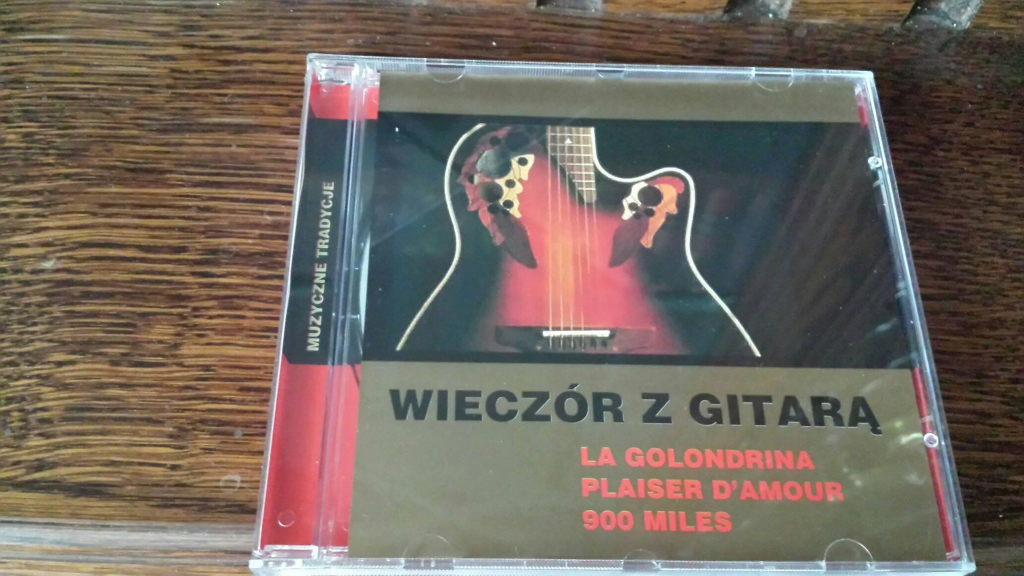 MUZYCZNE TRADYCJE
WIECZÓR Z GITARĄ
LA GOLONDRINA
PLAISER D'AMOUR
900 MILES